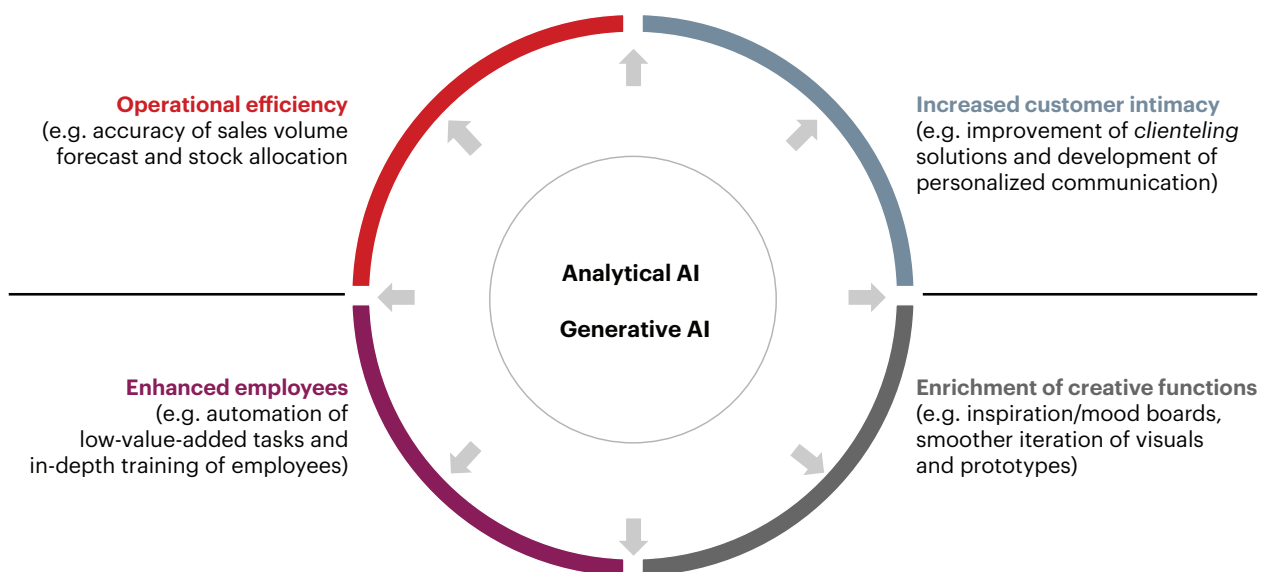 Operational efficiency
(e.g. accuracy of sales volume
forecast and stock allocation
Increased customer intimacy
(e.g. improvement of clienteling
solutions and development of
personalized communication)
Analytical AI
Generative AI
Enhanced employees
(e.g. automation of
low-value-added tasks and
in-depth training of employees)
Enrichment of creative functions
(e.g. inspiration/mood boards,
smoother iteration of visuals
and prototypes)